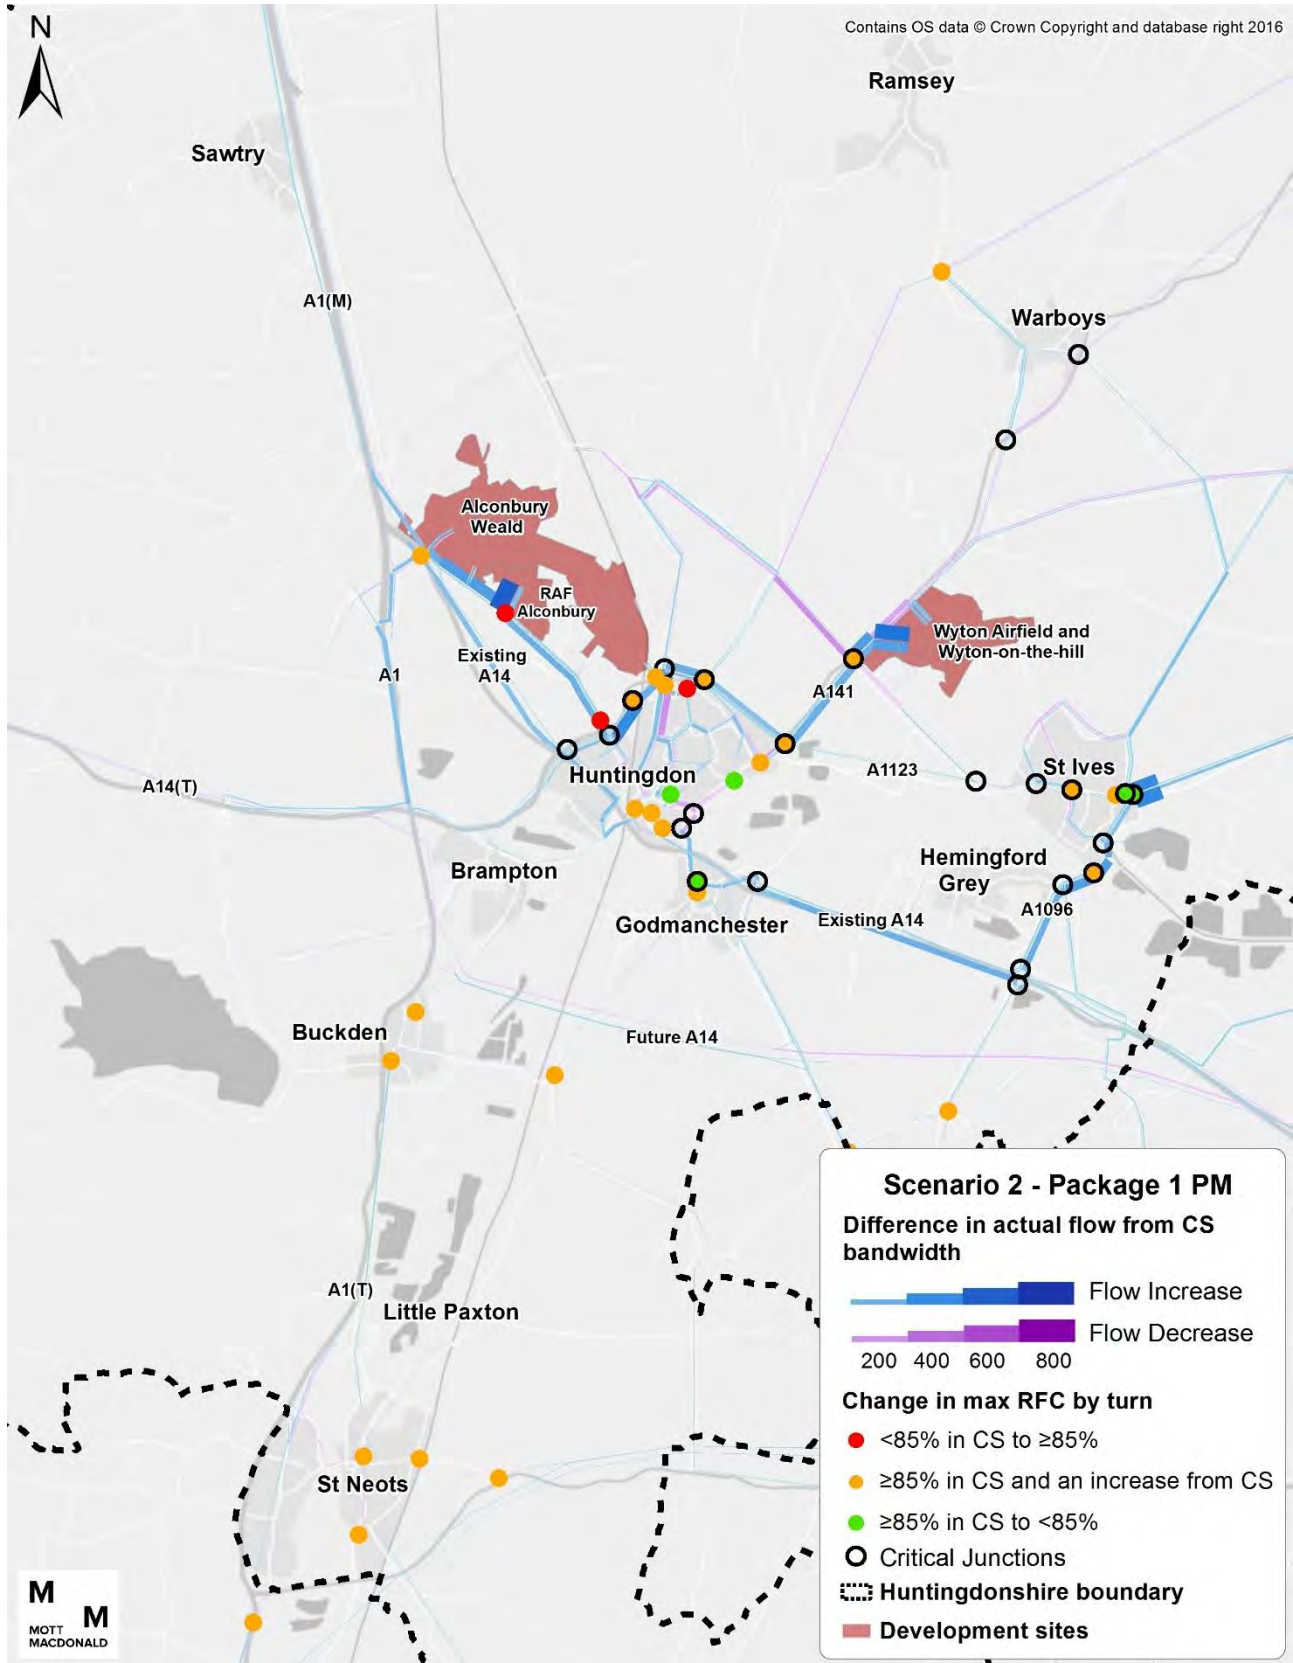 Contains OS data © Crown Copyright and database right 2016
N
Ramsey
Sawtry
A1(M)
Warboys
Alconbury
Weald
RAF
Alconbury
Wyton Airfield and
Wyton-on-the-hill
Existing
A14
A1
A141
A14(T)
Huntingdon
A1123
St Ives
Brampton
Hemingford
Grey
A1096
Godmanchester
Existing A14
Buckden
Future A14
A1(T)
Little Paxton
St Neots
Scenario 2 - Package 1 PM
Difference in actual flow from CS
bandwidth
Flow Increase
Flow Decrease
200 400 600 800
Change in max RFC by turn
<85% in CS to ≥85%
≥85% in CS and an increase from CS
≥85% in CS to <85%
Critical Junctions
Huntingdonshire boundary
Development sites
M
M
MOTT
MACDONALD